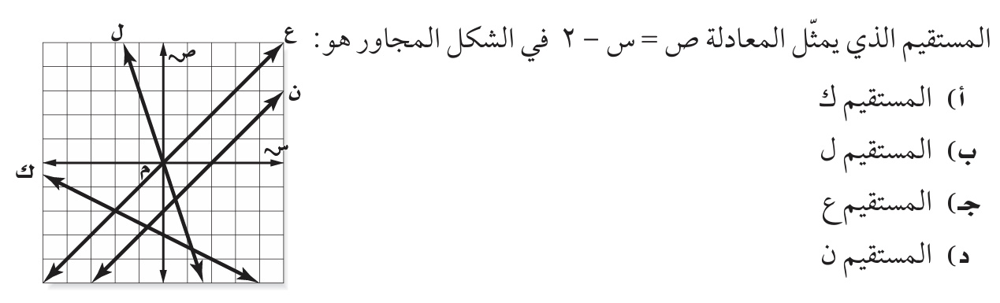 المستقيم الذي يمثّل المعادلة ص = س – ٢ في الشكل المجاور هو :
أ) المستقيم ك
ب) المستقيم ل
جـ) المستقيم ع
د) المستقيم ن
ل
ع
ص
ن
س
م
ك